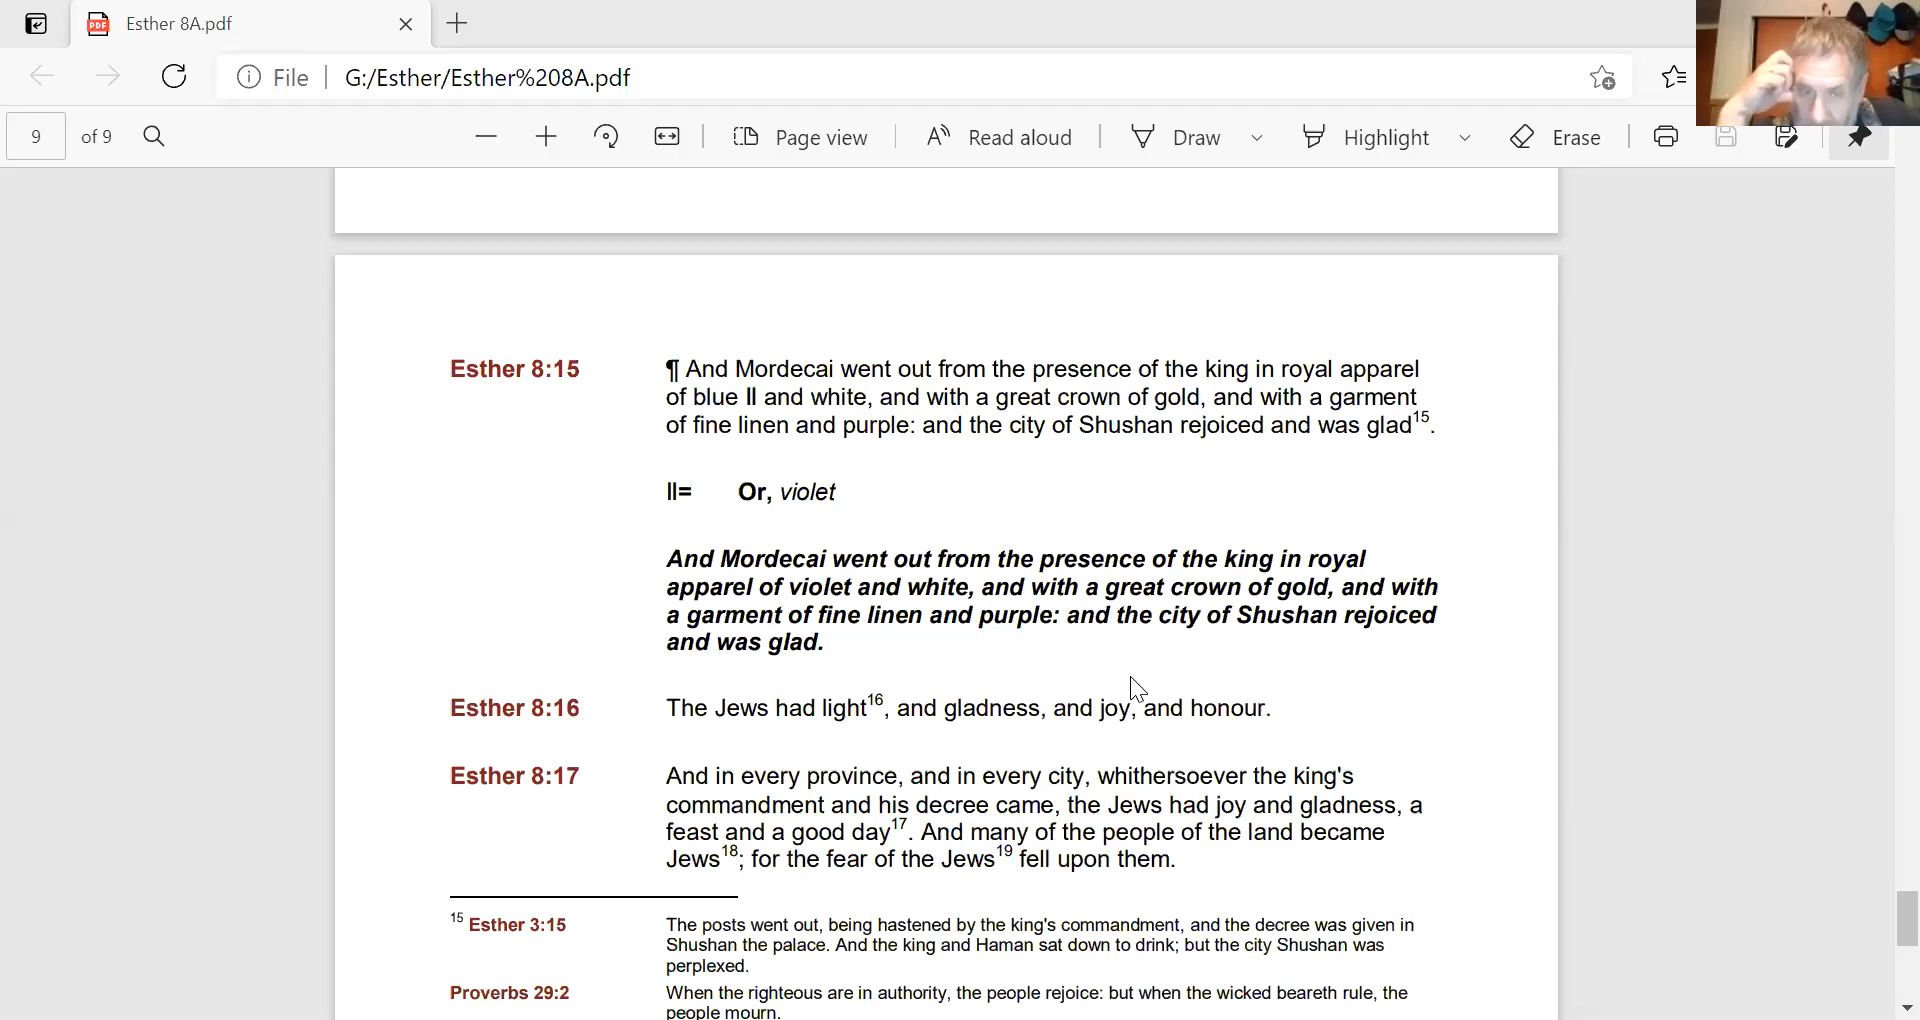 Esther 8A.pdf
File G:/Esther/Esther%208A.pdf
9 of 9 Page view Read aloud Draw Highlight Erase
Esther 8:15 ¶ And Mordecai went out from the presence of the king in royal apparel
of blue ǁ and white, and with a great crown of gold, and with a garment
of fine linen and purple: and the city of Shushan rejoiced and was glad15.
ǁ= Or, violet
And Mordecai went out from the presence of the king in royal
apparel of violet and white, and with a great crown of gold, and with
a garment of fine linen and purple: and the city of Shushan rejoiced
and was glad.
Esther 8:16 The Jews had light16, and gladness, and joy, and honour.
Esther 8:17 And in every province, and in every city, whithersoever the king's
commandment and his decree came, the Jews had joy and gladness, a
feast and a good day17. And many of the people of the land became
Jews18; for the fear of the Jews19 fell upon them.
15 Esther 3:15 The posts went out, being hastened by the king's commandment, and the decree was given in
Shushan the palace. And the king and Haman sat down to drink; but the city Shushan was
perplexed.
Proverbs 29:2 When the righteous are in authority, the people rejoice: but when the wicked beareth rule, the
people mourn.